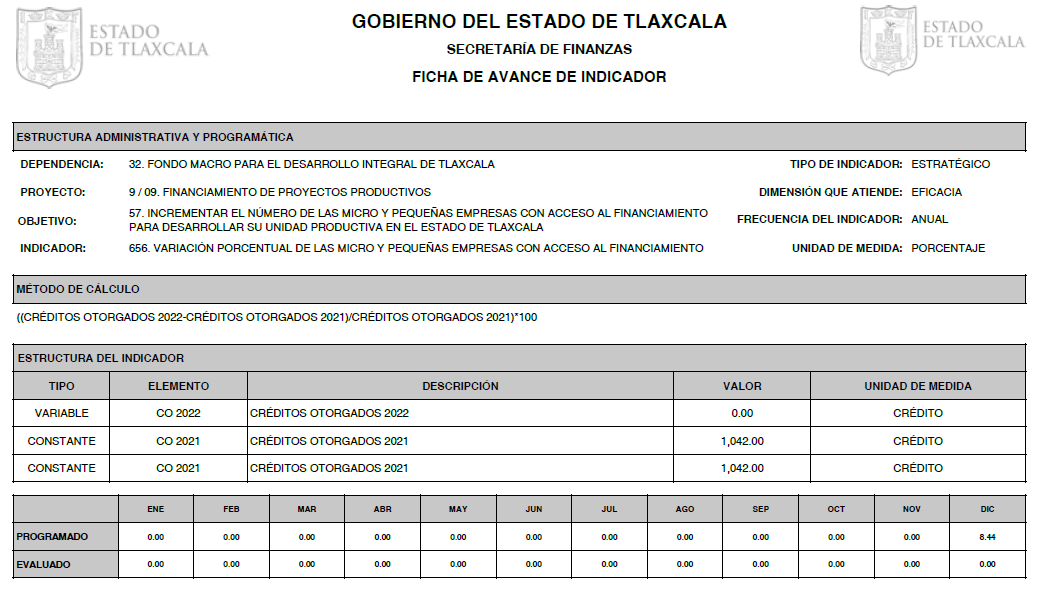 ESTADO
DE TLAXCALA
GOBIERNO DEL ESTADO DE TLAXCALA
SECRETARÍA DE FINANZAS
FICHA DE AVANCE DE INDICADOR
ESTADO
DE TLAXCALA
ESTRUCTURA ADMINISTRATIVA Y PROGRAMÁTICA
DEPENDENCIA: 32. FONDO MACRO PARA EL DESARROLLO INTEGRAL DE TLAXCALA TIPO DE INDICADOR: ESTRATÉGICO
PROYECTO: 9 / 09. FINANCIAMIENTO DE PROYECTOS PRODUCTIVOS DIMENSIÓN QUE ATIENDE: EFICACIA
OBJETIVO: 57. INCREMENTAR EL NÚMERO DE LAS MICRO Y PEQUEÑAS EMPRESAS CON ACCESO AL FINANCIAMIENTO
PARA DESARROLLAR SU UNIDAD PRODUCTIVA EN EL ESTADO DE TLAXCALA FRECUENCIA DEL INDICADOR: ANUAL
INDICADOR: 656. VARIACIÓN PORCENTUAL DE LAS MICRO Y PEQUEÑAS EMPRESAS CON ACCESO AL FINANCIAMIENTO UNIDAD DE MEDIDA: PORCENTAJE
MÉTODO DE CÁLCULO
((CRÉDITOS OTORGADOS 2022-CRÉDITOS OTORGADOS 2021)/CRÉDITOS OTORGADOS 2021)*100
ESTRUCTURA DEL INDICADOR
TIPO ELEMENTO DESCRIPCIÓN VALOR UNIDAD DE MEDIDA
VARIABLE CO 2022 CRÉDITOS OTORGADOS 2022 0.00 CRÉDITO
CONSTANTE CO 2021 CRÉDITOS OTORGADOS 2021 1,042.00 CRÉDITO
CONSTANTE CO 2021 CRÉDITOS OTORGADOS 2021 1,042.00 CRÉDITO
ENE FEB MAR ABR MAY JUN JUL AGO SEP OCT NOV DIC
PROGRAMADO 0.00 0.00 0.00 0.00 0.00 0.00 0.00 0.00 0.00 0.00 0.00 8.44
EVALUADO 0.00 0.00 0.00 0.00 0.00 0.00 0.00 0.00 0.00 0.00 0.00 0.00